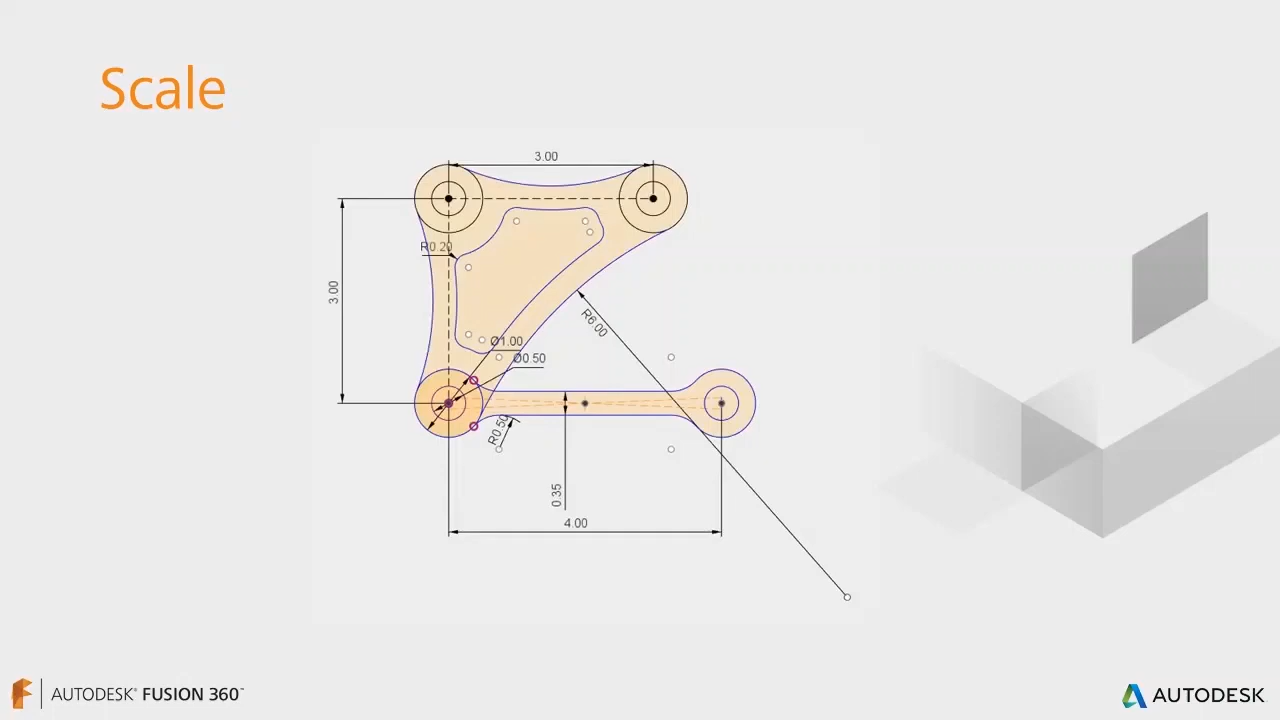 Scale
3.00
R0.20
3.00
R6.00
Ø1.00
Ø0.50
R0.50
0.35
4.00
AUTODESK® FUSION 360™
AUTODESK.